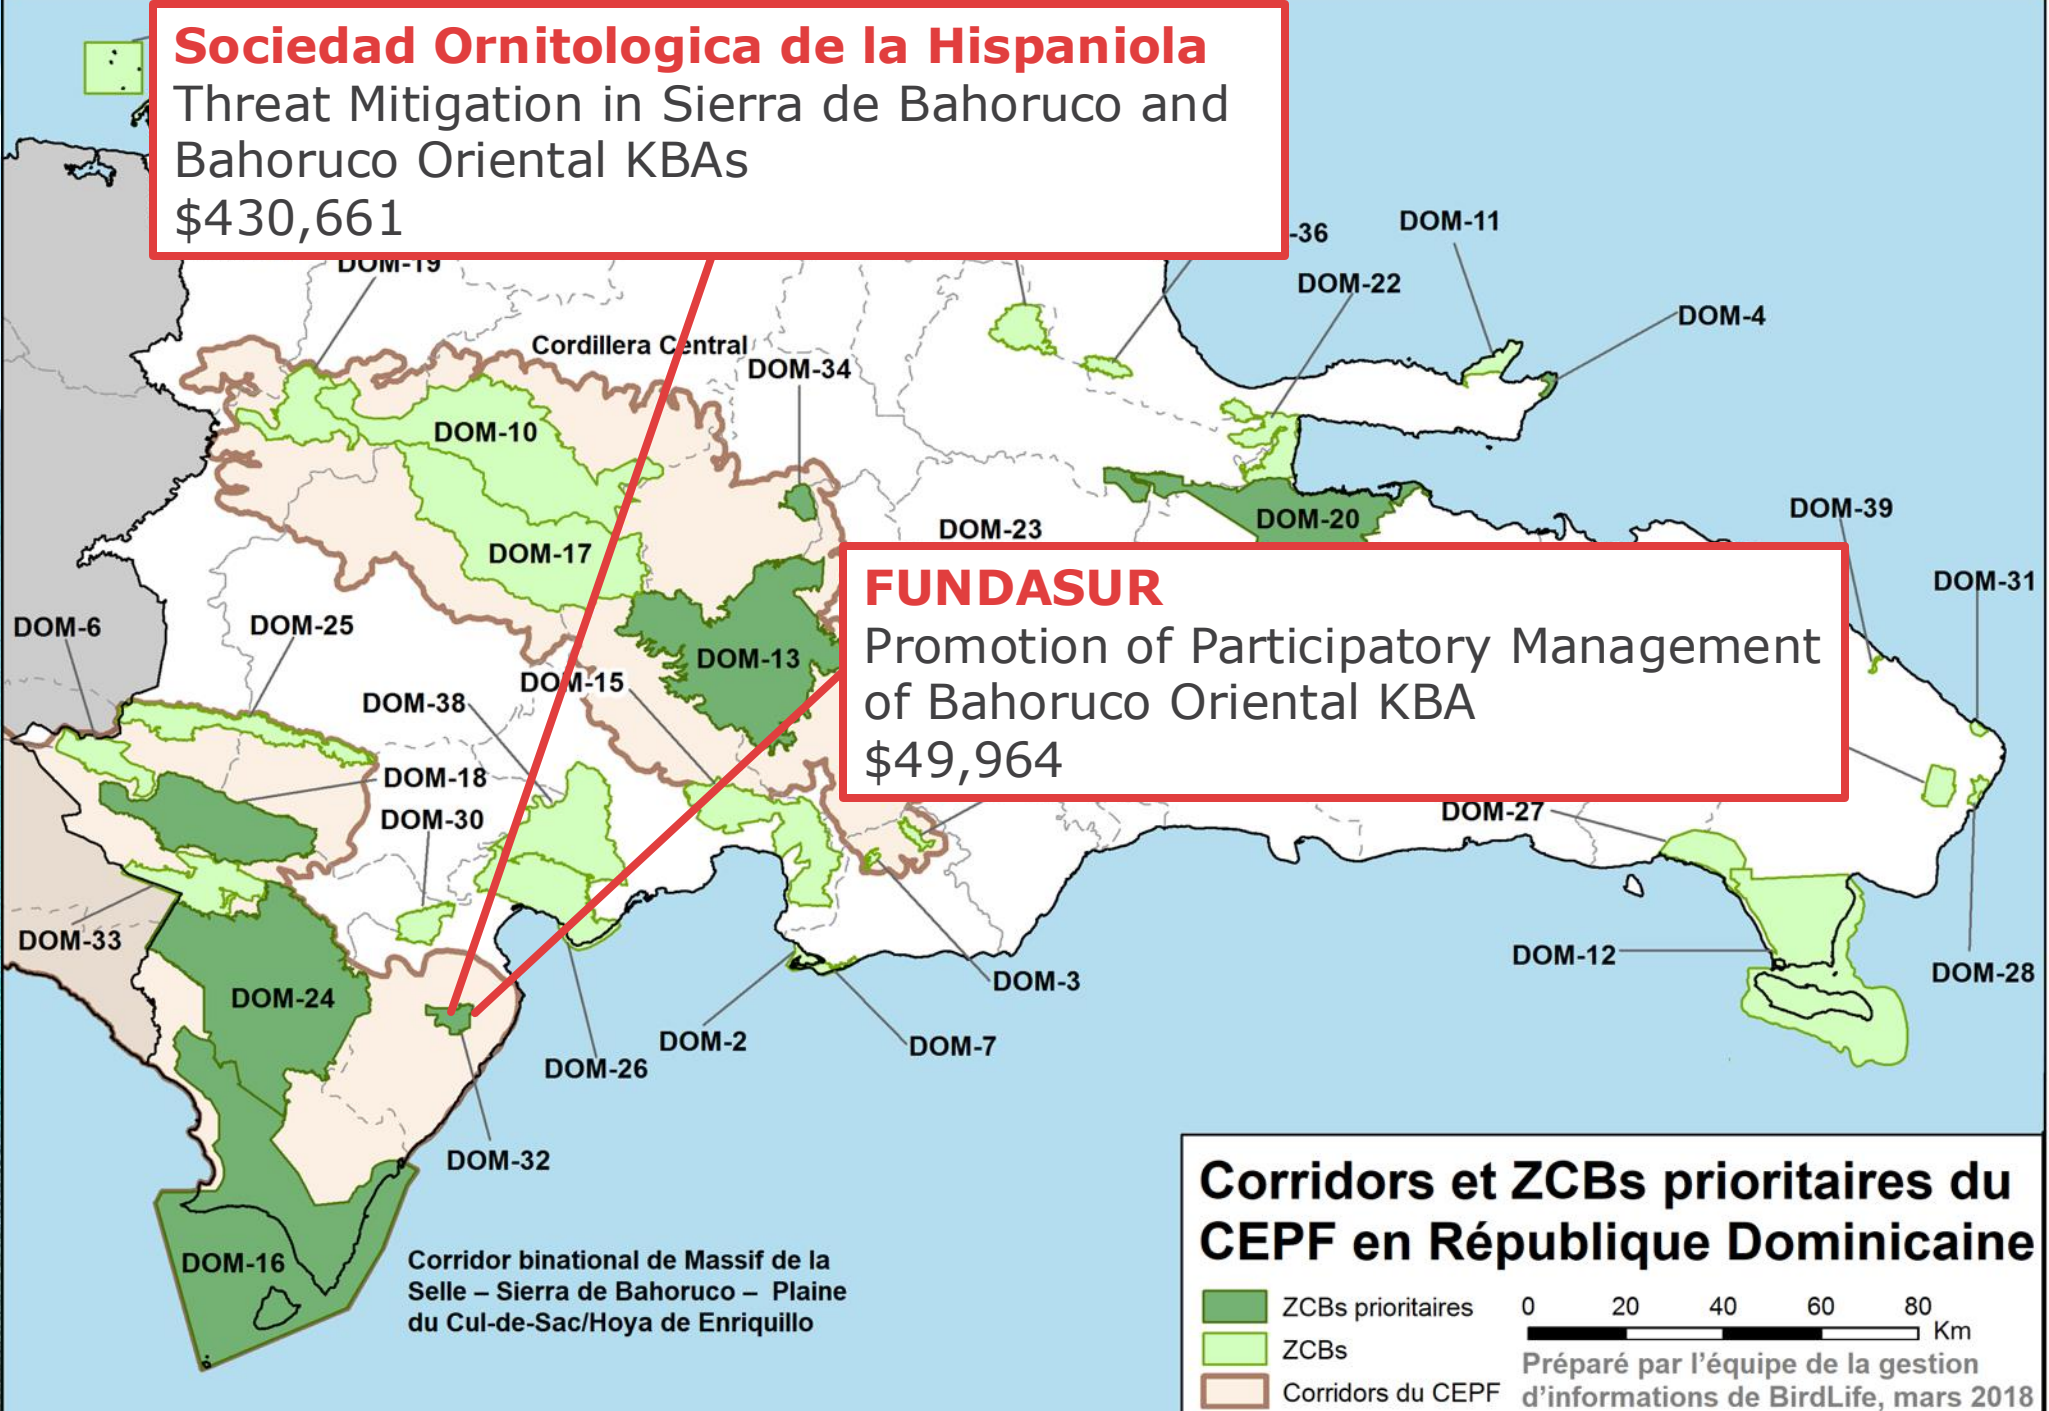 Sociedad Ornitologica de la Hispaniola
Threat Mitigation in Sierra de Bahoruco and
Bahoruco Oriental KBAs
$430,661
-36
DOM-11
DOM-19
DOM-22
DOM-4
Cordillera Central
DOM-34
DOM-10
DOM-39
DOM-20
DOM-23
DOM-17
FUNDASUR
Promotion of Participatory Management
of Bahoruco Oriental KBA
$49,964
DOM-31
DOM-6
DOM-25
DOM-13
DOM-15
DOM-38
DOM-18
DOM-30
DOM-27
DOM-33
DOM-12
DOM-28
DOM-3
DOM-24
DOM-2
DOM-7
DOM-26
DOM-32
DOM-16
Corridor binational de Massif de la
Selle – Sierra de Bahoruco – Plaine
du Cul-de-Sac/Hoya de Enriquillo
Corridors et ZCBs prioritaires du
CEPF en République Dominicaine
ZCBs prioritaires
ZCBs
Corridors du CEPF
0 20 40 60 80
Km
Préparé par l'équipe de la gestion
d'informations de BirdLife, mars 2018